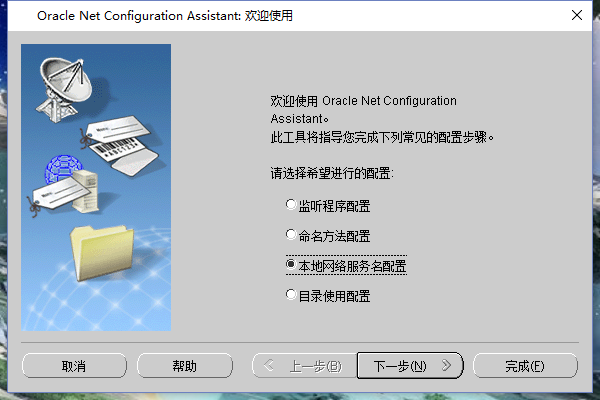 Oracle Net Configuration Assistant: 欢迎使用
欢迎使用 Oracle Net Configuration
Assistant。
此工具将指导您完成下列常见的配置步骤。
请选择希望进行的配置:
监听程序配置
命名方法配置
本地网络服务名配置
目录使用配置
取消
帮助
上一步(B)
下一步(N)
完成(F)